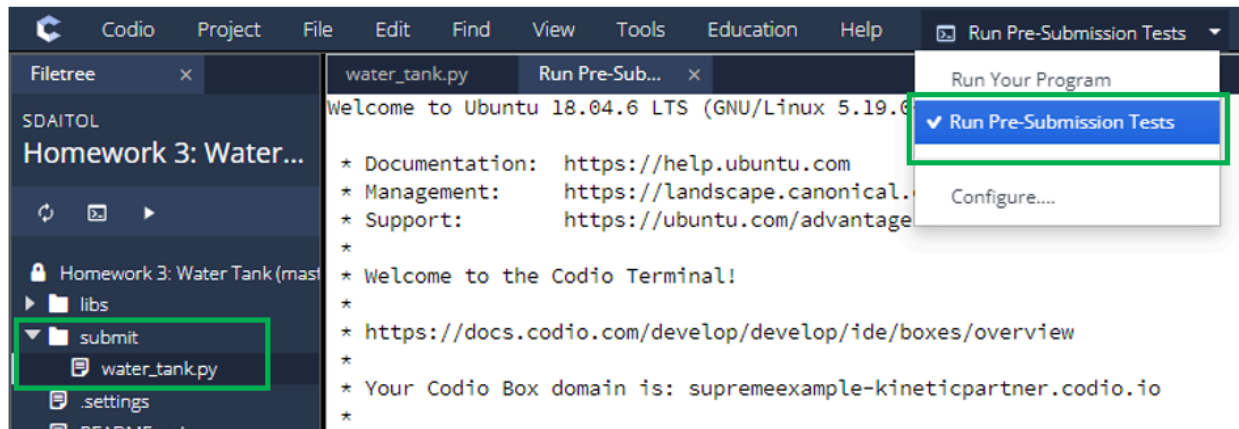 Codio Project File Edit Find View Tools Education Help Run Pre-Submission Tests
Filetree ×
water_tank.py Run Pre-Sub... ×
Run Your Program
Run Pre-Submission Tests
Configure....
SDAITOL
Homework 3: Water...
Homework 3: Water Tank (mast
libs
submit
water_tank.py
.settings
Welcome to Ubuntu 18.04.6 LTS (GNU/Linux 5.19.0
* Documentation: https://help.ubuntu.com
* Management: https://landscape.canonical.
* Support: https://ubuntu.com/advantage
*
* Welcome to the Codio Terminal!
*
* https://docs.codio.com/develop/develop/ide/boxes/overview
*
* Your Codio Box domain is: supremeexample-kineticpartner.codio.io
*